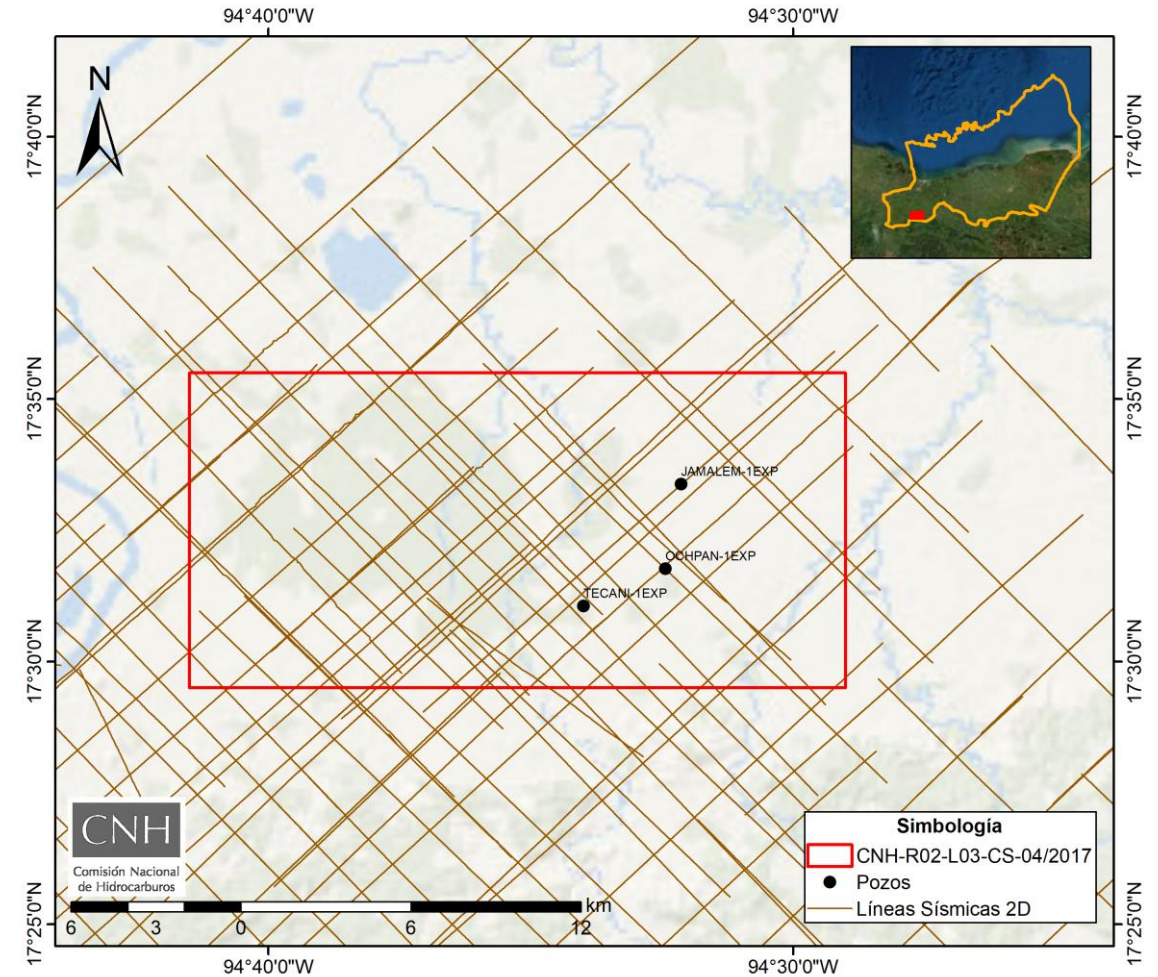 94°40'0"W
94°30'0"W
N
17°40'0"N
17°40'0"N
17°35'0"N
17°35'0"N
JAMALEM-1EXP
OCHPAN-1EXP
TECANI-1EXP
17°30'0"N
17°30'0"N
CNH
Comisión Nacional
de Hidrocarburos
km
6 3 0 6 12
Simbología
CNH-R02-L03-CS-04/2017
Pozos
Líneas Sísmicas 2D
17°25'0"N
17°25'0"N
94°40'0"W
94°30'0"W